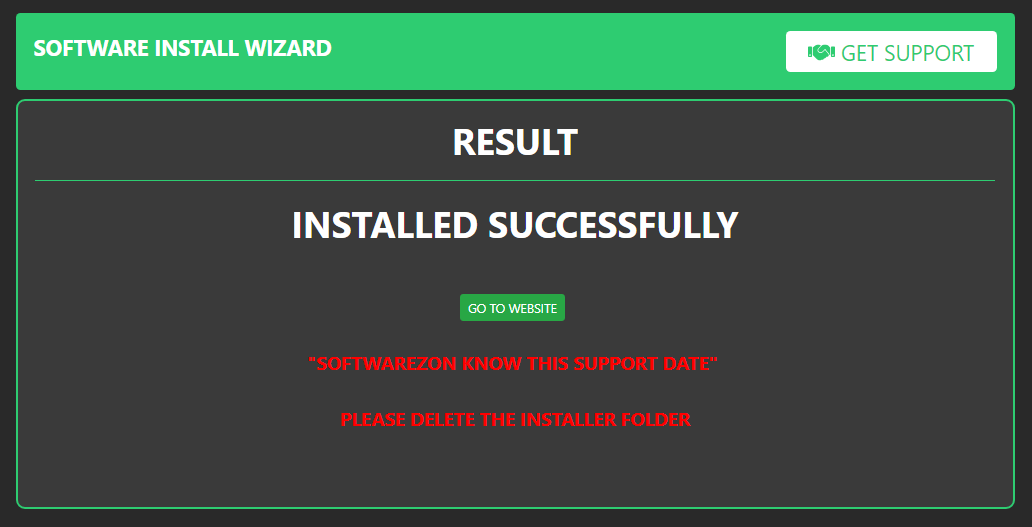 SOFTWARE INSTALL WIZARD
GET SUPPORT
RESULT
INSTALLED SUCCESSFULLY
GO TO WEBSITE
"SOFTWAREZON KNOW THIS SUPPORT DATE"
PLEASE DELETE THE INSTALLER FOLDER